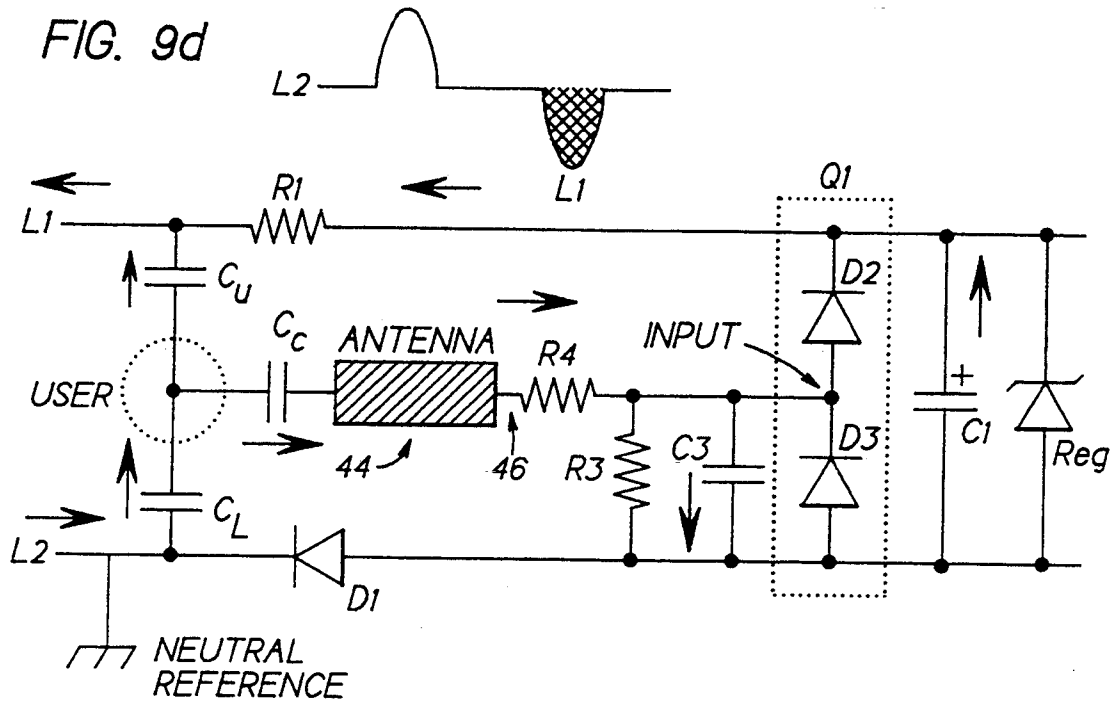 FIG. 9d
L2
L1
Q1
R1
L1
D2
CU
CC
ANTENNA
INPUT
R4
USER
+
D3
C1
C3
R3
44
46
Reg
CL
L2
D1
NEUTRAL
REFERENCE